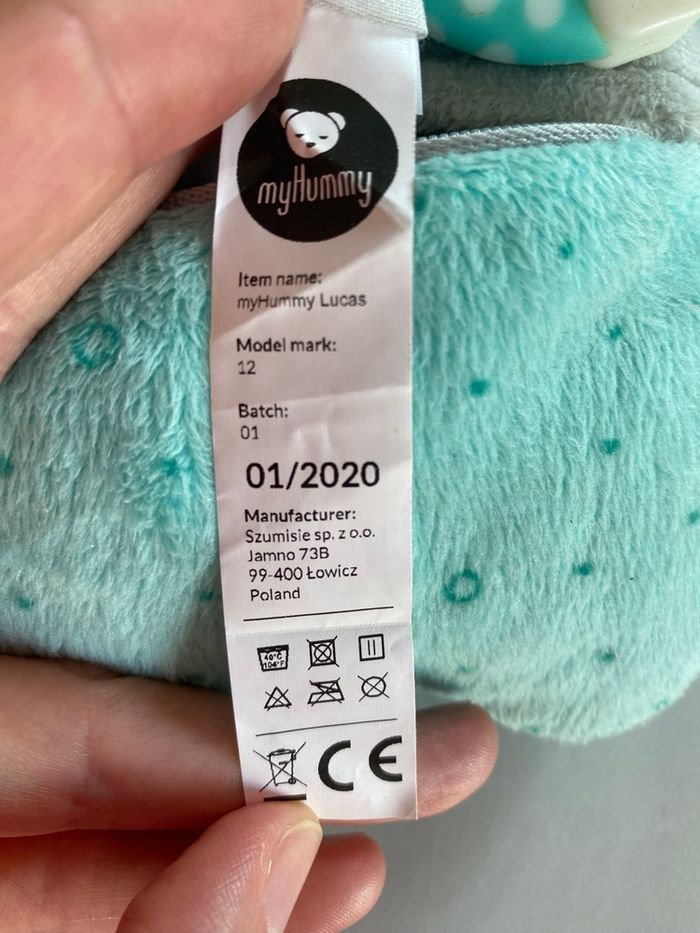 myHummy
Item name:
myHummy Lucas
Model mark:
12
Batch:
01
01/2020
Manufacturer:
Szumisie sp. z o.o.
Jamno 73B
99-400 Łowicz
Poland
40°C
104°F
CE